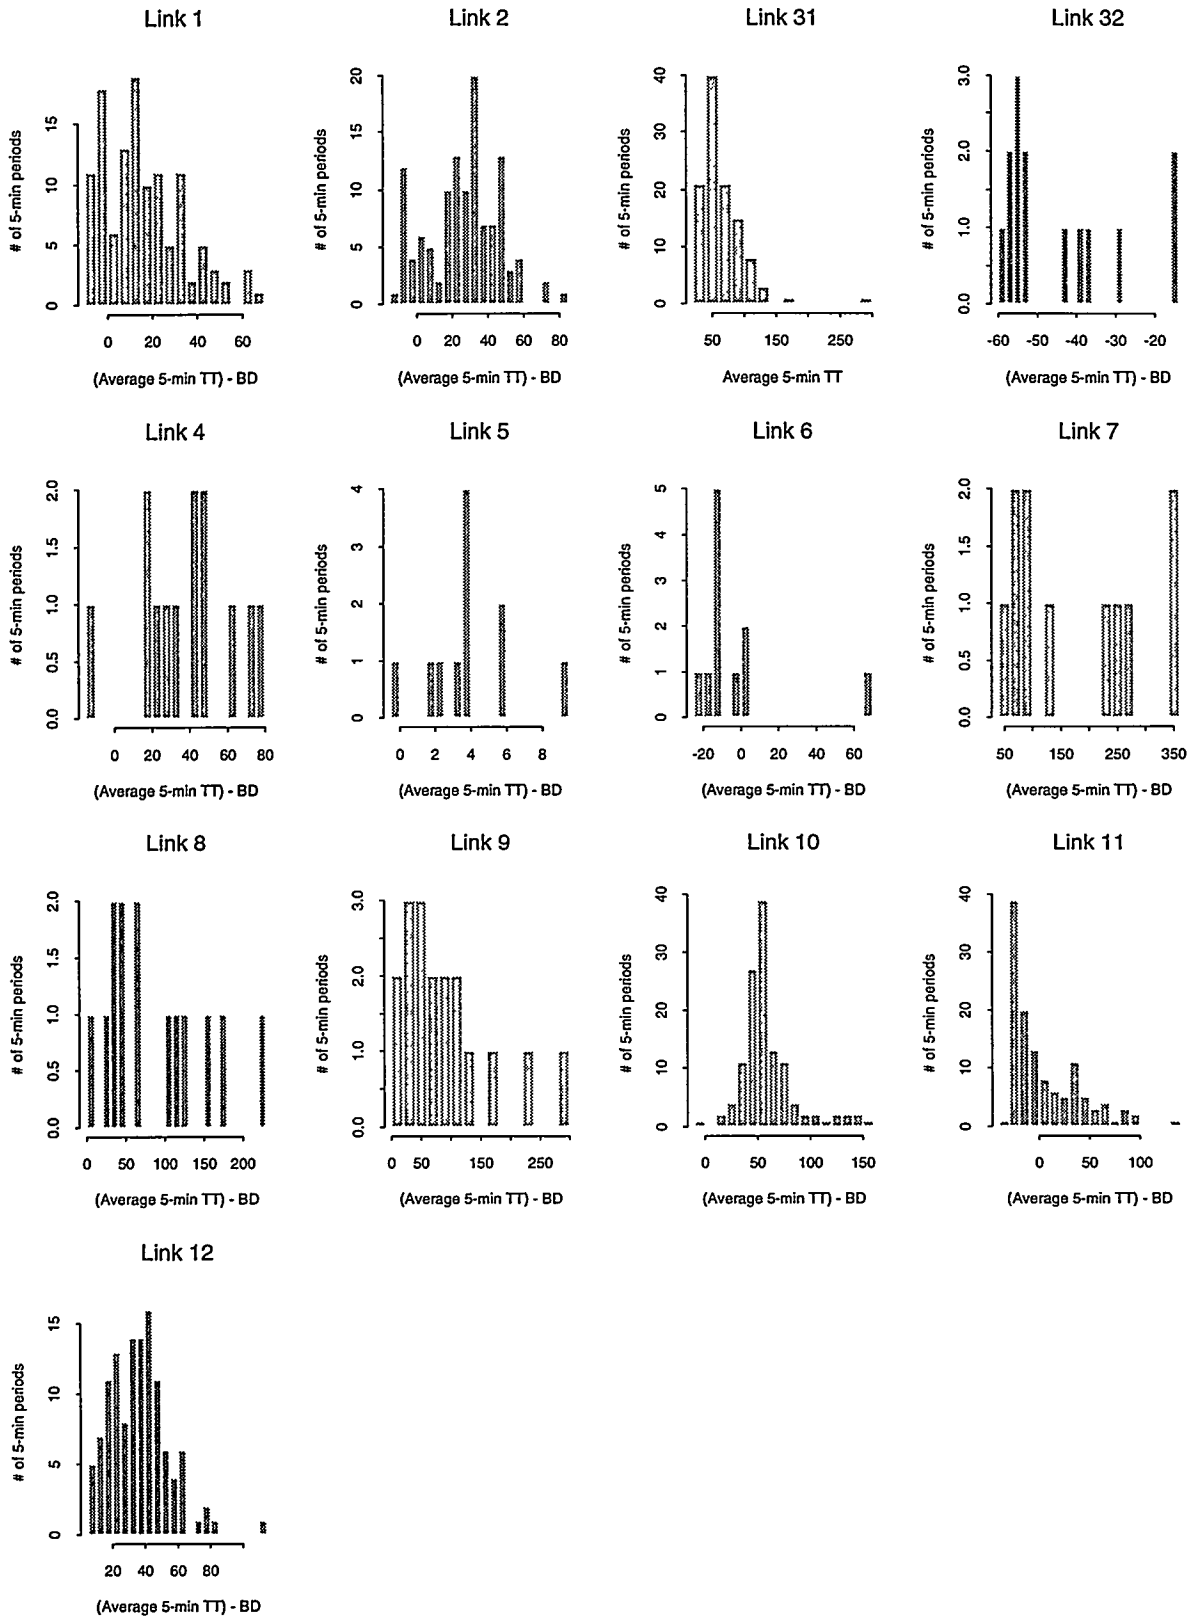 Link 1
# of 5-min periods
0 5 10 15
0 20 40 60
(Average 5-min TT) - BD
Link 2
# of 5-min periods
0 5 10 15 20
0 20 40 60 80
(Average 5-min TT) - BD
Link 31
# of 5-min periods
0 10 20 30 40
50 150 250
Average 5-min TT
Link 32
# of 5-min periods
0.0 1.0 2.0 3.0
-60 -50 -40 -30 -20
(Average 5-min TT) - BD
Link 4
# of 5-min periods
0.0 0.5 1.0 1.5 2.0
0 20 40 60 80
(Average 5-min TT) - BD
Link 5
# of 5-min periods
0 1 2 3 4
0 2 4 6 8
(Average 5-min TT) - BD
Link 6
# of 5-min periods
0 1 2 3 4 5
-20 0 20 40 60
(Average 5-min TT) - BD
Link 7
# of 5-min periods
0.0 0.5 1.0 1.5 2.0
50 150 250 350
(Average 5-min TT) - BD
Link 8
# of 5-min periods
0.0 0.5 1.0 1.5 2.0
0 50 100 150 200
(Average 5-min TT) - BD
Link 9
# of 5-min periods
0.0 1.0 2.0 3.0
0 50 150 250
(Average 5-min TT) - BD
Link 10
# of 5-min periods
0 10 20 30 40
0 50 100 150
(Average 5-min TT) - BD
Link 11
# of 5-min periods
0 10 20 30 40
0 50 100
(Average 5-min TT) - BD
Link 12
# of 5-min periods
0 5 10 15
20 40 60 80
(Average 5-min TT) - BD